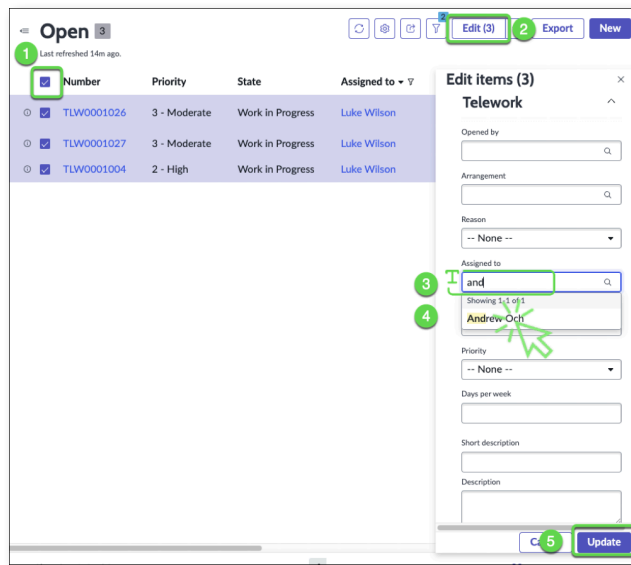 Open 3
2
Edit (3)
2
Export
New
1
Last refreshed 14m ago.
Number Priority State Assigned to
TLW0001026 3 - Moderate Work in Progress Luke Wilson
TLW0001027 3 - Moderate Work in Progress Luke Wilson
TLW0001004 2 - High Work in Progress Luke Wilson
Edit items (3)
Telework
Opened by
Arrangement
Reason
-- None --
Assigned to
3
T
and
Showing 1-1 of 1
4
Andrew Och
Priority
-- None --
Days per week
Short description
Description
5
Update